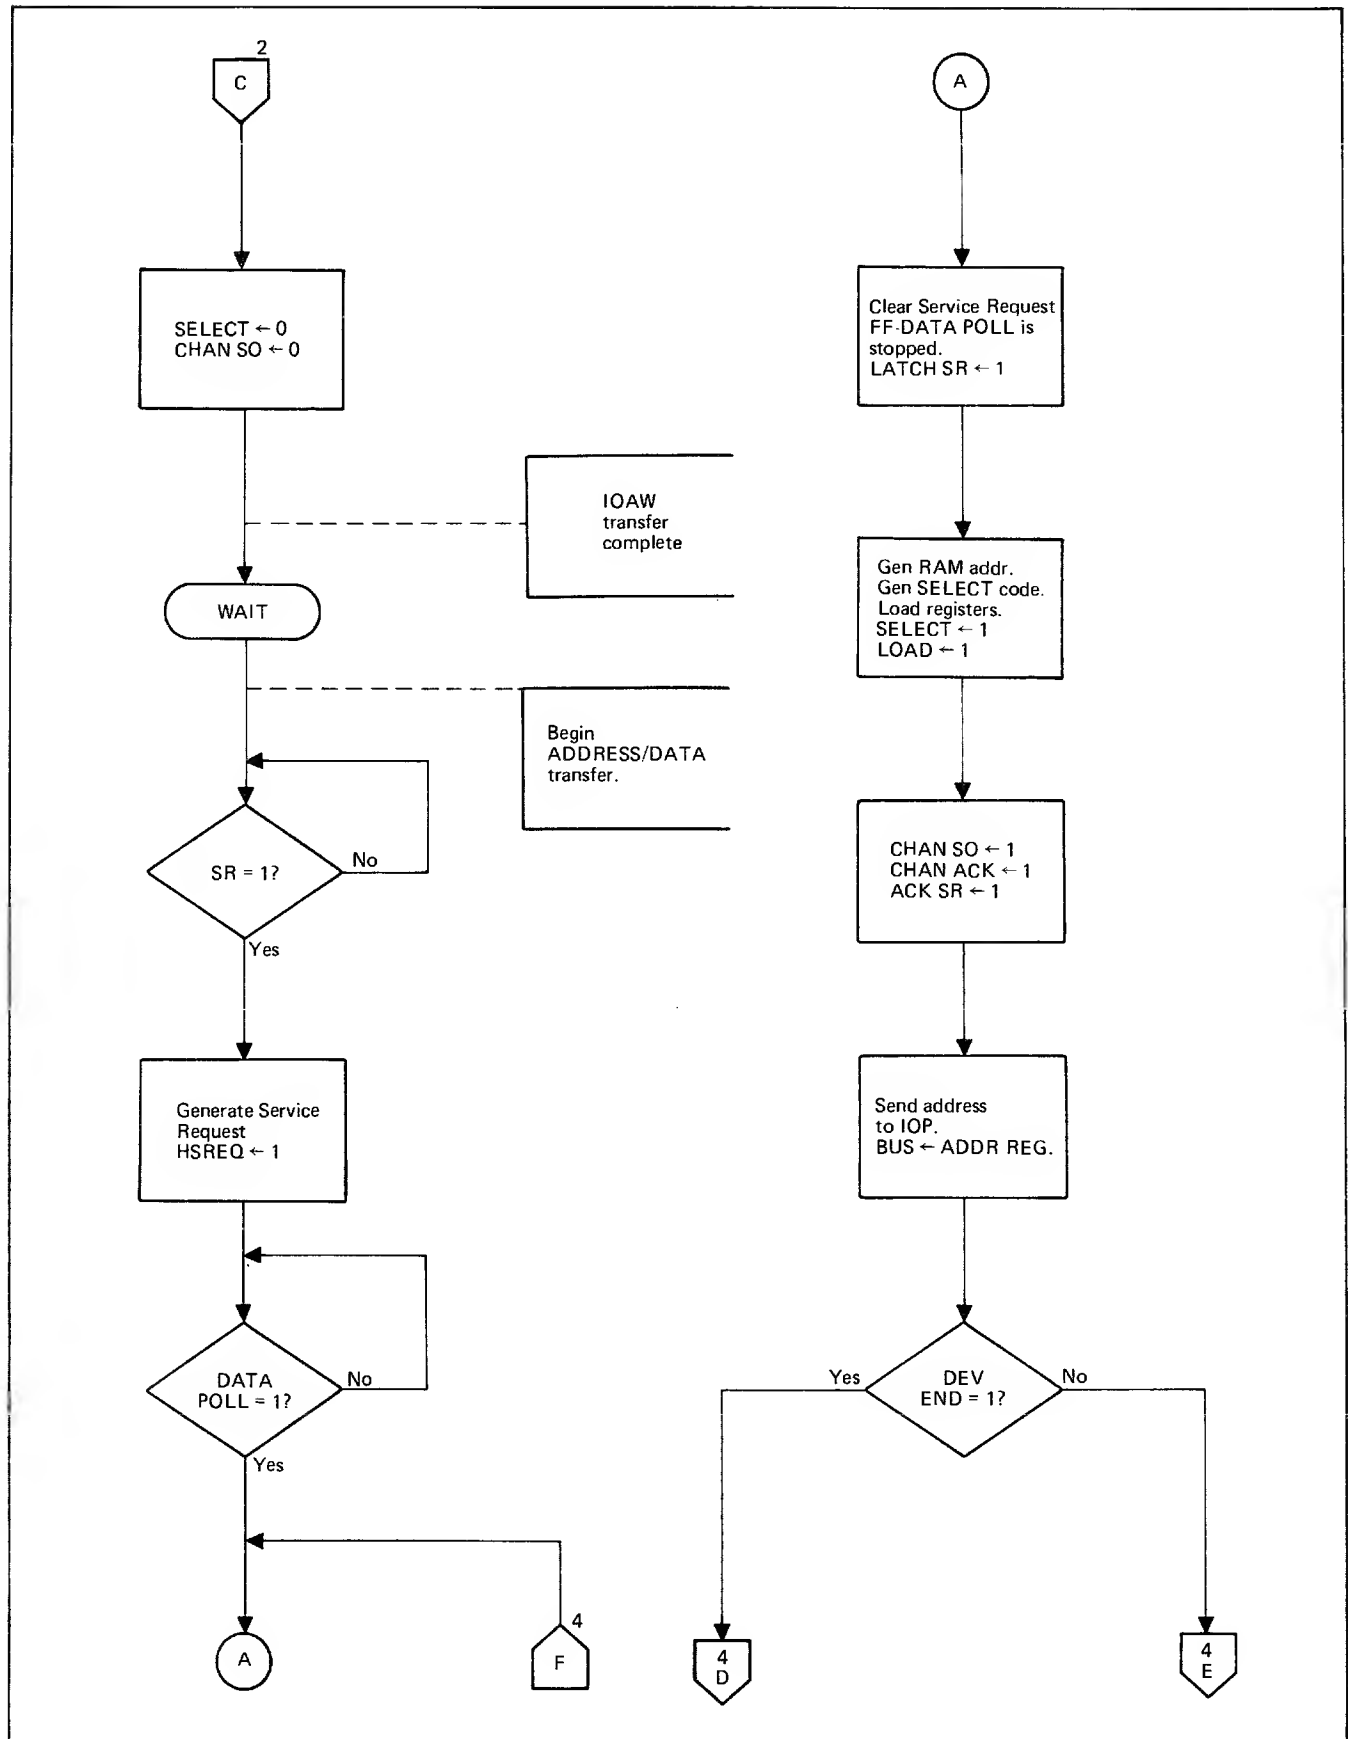 2
C
SELECT ← 0
CHAN SO ← 0
IOAW
transfer
complete
WAIT
Begin
ADDRESS/DATA
transfer.
SR = 1?
No
Yes
Generate Service
Request
HSREQ ← 1
DATA
POLL = 1?
No
Yes
A
4
F
A
Clear Service Request
FF-DATA POLL is
stopped.
LATCH SR ← 1
Gen RAM addr.
Gen SELECT code.
Load registers.
SELECT ← 1
LOAD ← 1
CHAN SO ← 1
CHAN ACK ← 1
ACK SR ← 1
Send address
to IOP.
BUS ← ADDR REG.
DEV
END = 1?
Yes
No
4
D
4
E